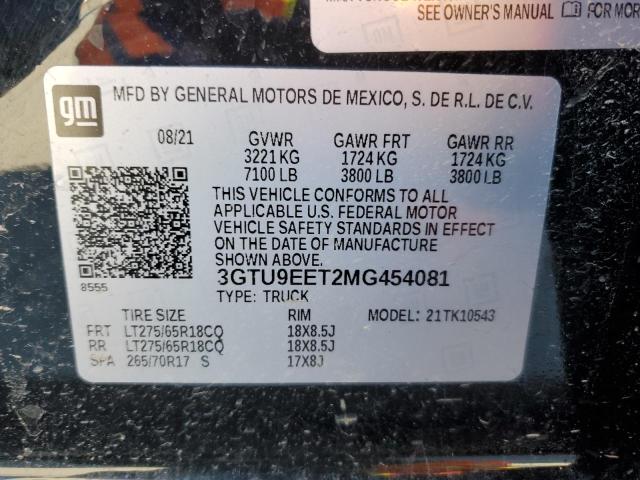 SEE OWNER'S MANUAL FOR MOR
gm
MFD BY GENERAL MOTORS DE MEXICO, S. DE R.L. DE C.V.
08/21 GVWR GAWR FRT GAWR RR
3221 KG 1724 KG 1724 KG
7100 LB 3800 LB 3800 LB
THIS VEHICLE CONFORMS TO ALL
APPLICABLE U.S. FEDERAL MOTOR
VEHICLE SAFETY STANDARDS IN EFFECT
ON THE DATE OF MANUFACTURE
SHOWN ABOVE.
8555
3GTU9EET2MG454081
TYPE: TRUCK
TIRE SIZE RIM MODEL: 21TK10543
FRT LT275/65R18CQ 18X8.5J
RR LT275/65R18CQ 18X8.5J
SPA 265/70R17 S 17X8J